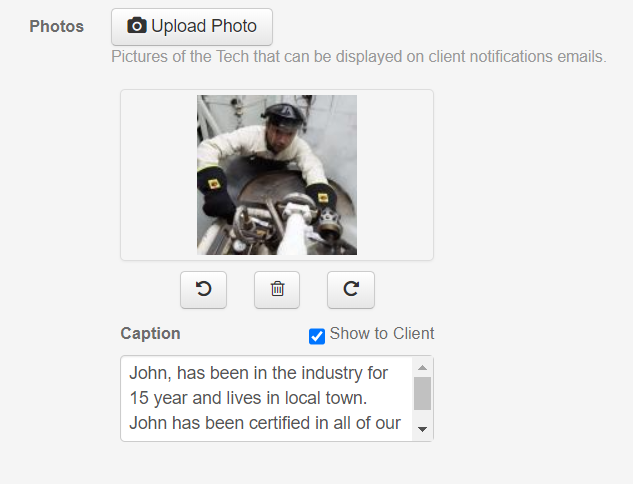 Photos
Upload Photo
Pictures of the Tech that can be displayed on client notifications emails.
Caption
Show to Client
John, has been in the industry for
15 year and lives in local town.
John has been certified in all of our